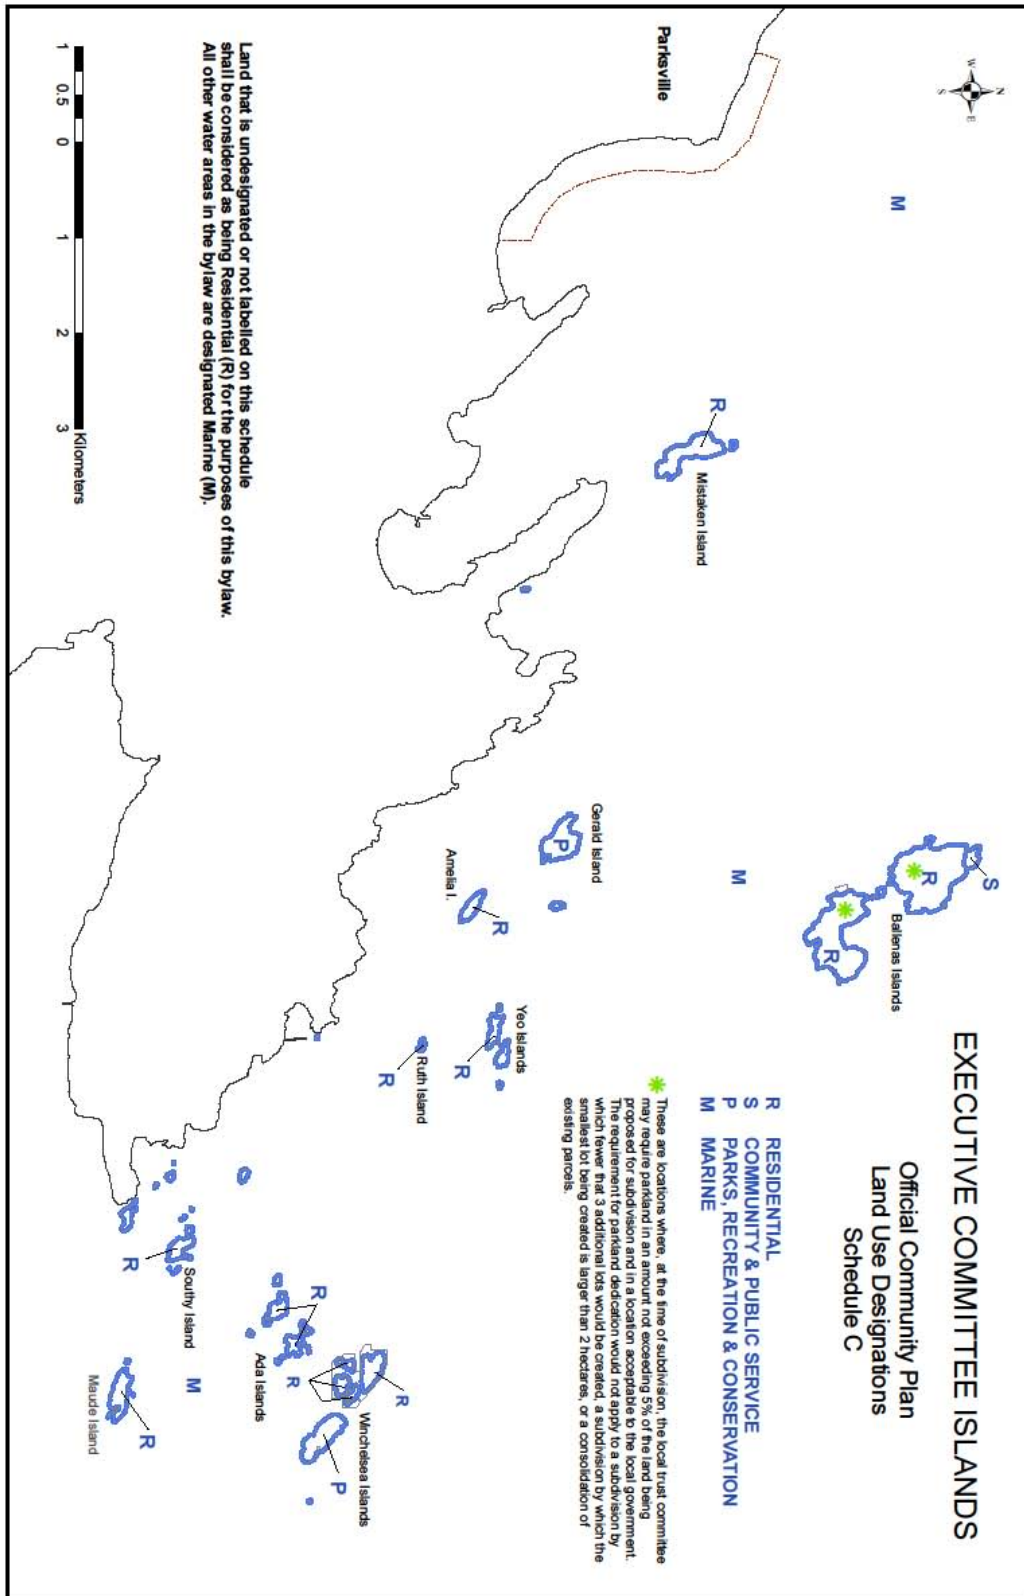 EXECUTIVE COMMITTEE ISLANDS
Official Community Plan
Land Use Designations
Schedule C
R RESIDENTIAL
S COMMUNITY & PUBLIC SERVICE
P PARKS, RECREATION & CONSERVATION
M MARINE
These are locations where, at the time of subdivision, the local trust committee
may require parkland in an amount not exceeding 5% of the land being
proposed for subdivision and in a location acceptable to the local government.
The requirement for parkland dedication would not apply to a subdivision by
which fewer that 3 additional lots would be created, a subdivision by which the
smallest lot being created is larger than 2 hectares, or a consolidation of
existing parcels.
N
W
E
S
M
Parksville
S
R
R
Ballenas Islands
R
Mistaken Island
M
Gerald Island
P
Amelia I.
R
Yeo Islands
R
Ruth Island
R
Winchelsea Islands
R
R
P
Ada Islands
R
Southy Island
R
M
Maude Island
R
Land that is undesignated or not labelled on this schedule
shall be considered as being Residential (R) for the purposes of this bylaw.
All other water areas in the bylaw are designated Marine (M).
1 0.5 0 1 2 3
Kilometers